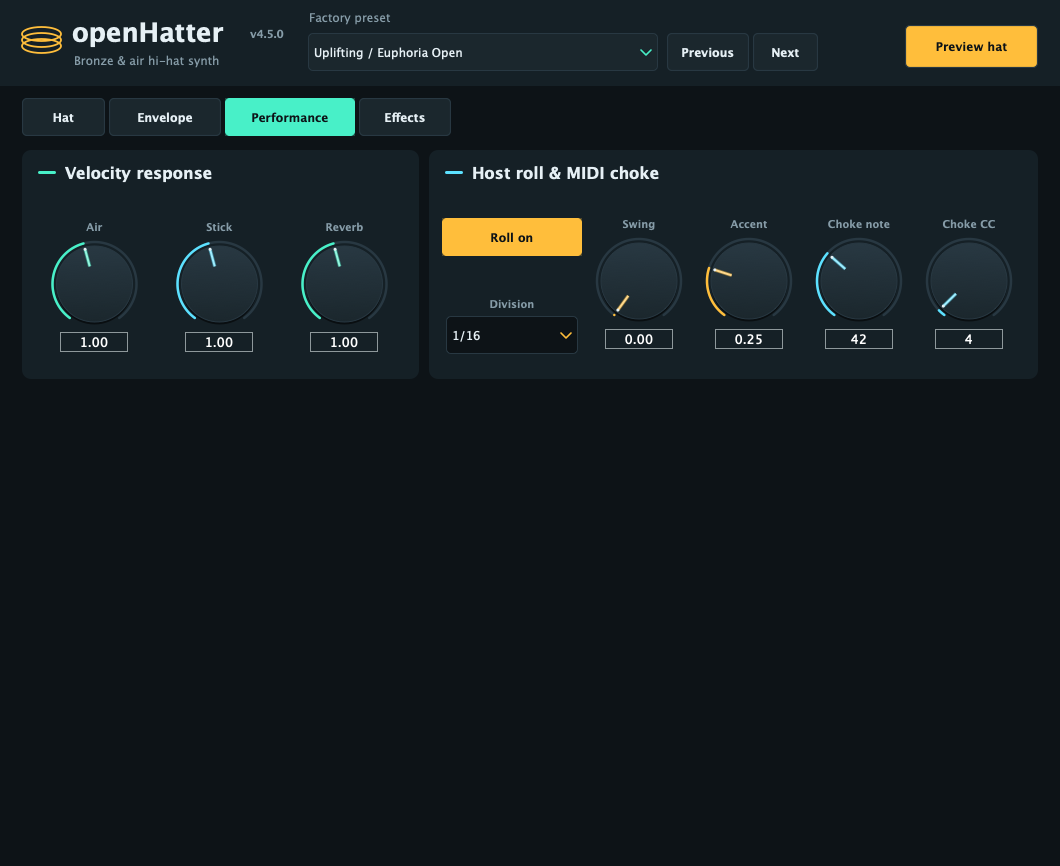 openHatter
v4.5.0
Bronze & air hi-hat synth
Factory preset
Uplifting / Euphoria Open
Previous
Next
Preview hat
Hat
Envelope
Performance
Effects
Velocity response
Air
Stick
Reverb
1.00
1.00
1.00
Host roll & MIDI choke
Roll on
Division
1/16
Swing
Accent
Choke note
Choke CC
0.00
0.25
42
4